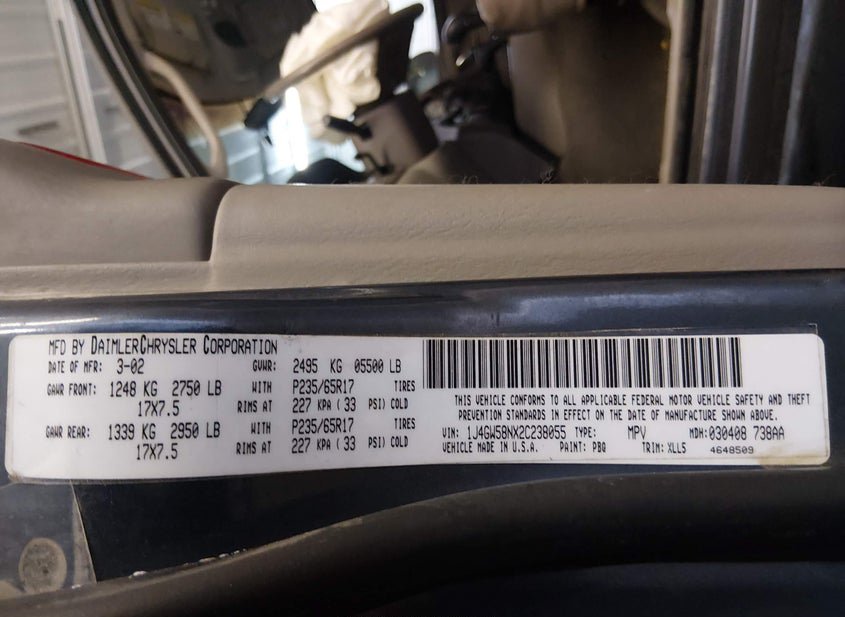 MFD BY DAIMLERCHRYSLER CORPORATION
DATE OF MFR: 3-02 GVWR: 2495 KG 05500 LB
GAWR FRONT: 1248 KG 2750 LB WITH P235/65R17 TIRES
17X7.5 RIMS AT 227 KPA ( 33 PSI) COLD
GAWR REAR: 1339 KG 2950 LB WITH P235/65R17 TIRES
17X7.5 RIMS AT 227 KPA ( 33 PSI) COLD
THIS VEHICLE CONFORMS TO ALL APPLICABLE FEDERAL MOTOR VEHICLE SAFETY AND THEFT
PREVENTION STANDARDS IN EFFECT ON THE DATE OF MANUFACTURE SHOWN ABOVE.
VIN: 1J4GW58NX2C238055 TYPE: MPV MDH: 030408 738AA
VEHICLE MADE IN U.S.A. PAINT: PBQ TRIM: XLLS 4648509